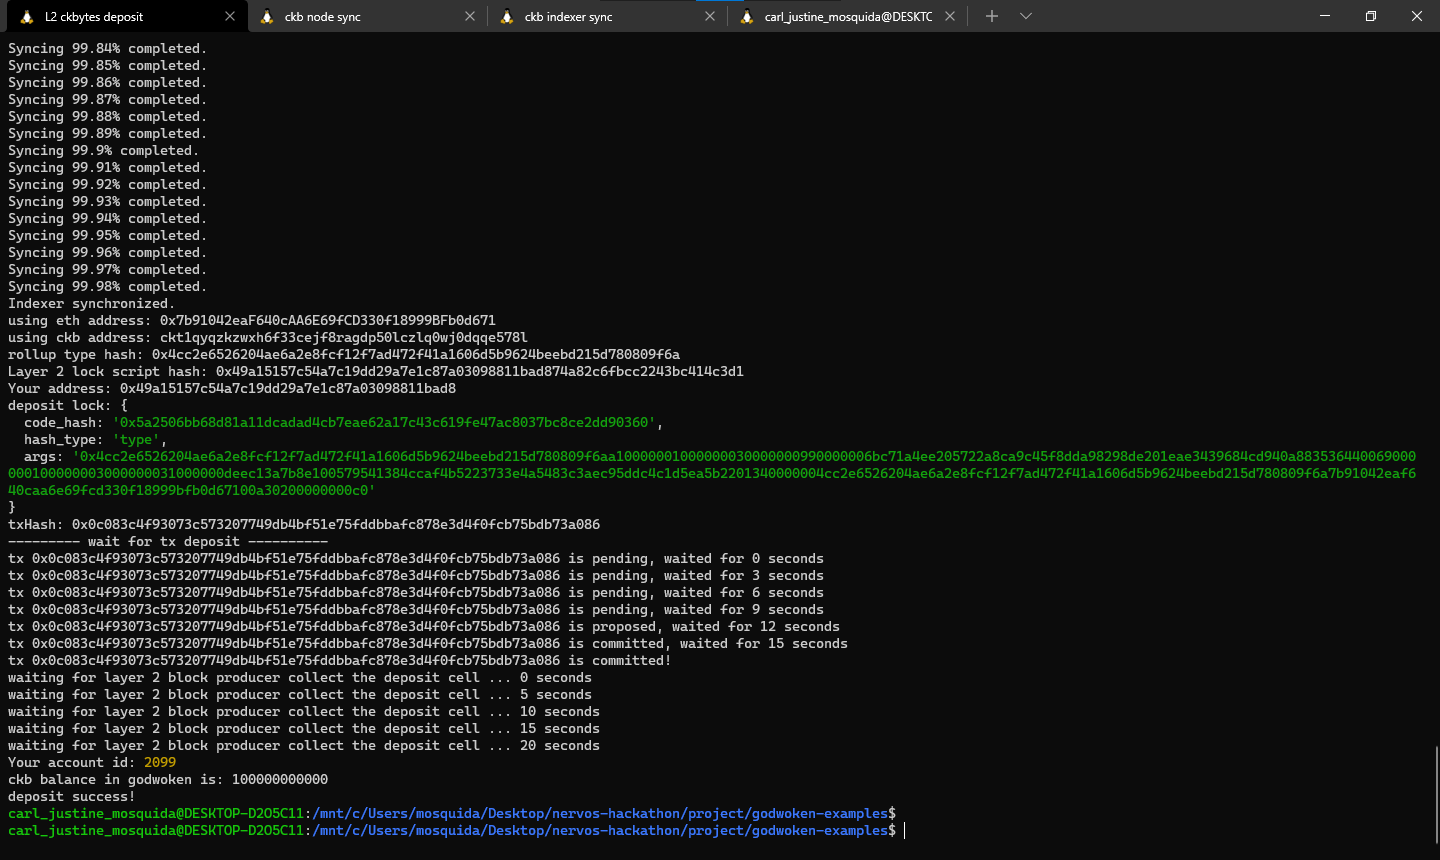 L2 ckbytes deposit
ckb node sync
ckb indexer sync
carl_justine_mosquida@DESKTC
Syncing 99.84% completed.
Syncing 99.85% completed.
Syncing 99.86% completed.
Syncing 99.87% completed.
Syncing 99.88% completed.
Syncing 99.89% completed.
Syncing 99.9% completed.
Syncing 99.91% completed.
Syncing 99.92% completed.
Syncing 99.93% completed.
Syncing 99.94% completed.
Syncing 99.95% completed.
Syncing 99.96% completed.
Syncing 99.97% completed.
Syncing 99.98% completed.
Indexer synchronized.
using eth address: 0x7b91042eaF640cAA6E69fCD330f18999BFb0d671
using ckb address: ckt1qyqzkzwxh6f33cejf8ragdp50lczlq0wj0dqqe578l
rollup type hash: 0x4cc2e6526204ae6a2e8fcf12f7ad472f41a1606d5b9624beebd215d780809f6a
Layer 2 lock script hash: 0x49a15157c54a7c19dd29a7e1c87a03098811bad874a82c6fbcc2243bc414c3d1
Your address: 0x49a15157c54a7c19dd29a7e1c87a03098811bad8
deposit lock: {
code_hash: '0x5a2506bb68d81a11dcadad4cb7eae62a17c43c619fe47ac8037bc8ce2dd90360',
hash_type: 'type',
args: '0x4cc2e6526204ae6a2e8fcf12f7ad472f41a1606d5b9624beebd215d780809f6aa10000001000000030000000990000006bc71a4ee205722a8ca9c45f8dda98298de201eae3439684cd940a8835364400690000
000100000003000000031000000deec13a7b8e100579541384ccaf4b5223733e4a5483c3aec95ddc4c1d5ea5b2201340000004cc2e6526204ae6a2e8fcf12f7ad472f41a1606d5b9624beebd215d780809f6a7b91042eaf6
40caa6e69fcd330f18999bfb0d67100a30200000000c0'
}
txHash: 0x0c083c4f93073c573207749db4bf51e75fddbbafc878e3d4f0fcb75bdb73a086
--------- wait for tx deposit ----------
tx 0x0c083c4f93073c573207749db4bf51e75fddbbafc878e3d4f0fcb75bdb73a086 is pending, waited for 0 seconds
tx 0x0c083c4f93073c573207749db4bf51e75fddbbafc878e3d4f0fcb75bdb73a086 is pending, waited for 3 seconds
tx 0x0c083c4f93073c573207749db4bf51e75fddbbafc878e3d4f0fcb75bdb73a086 is pending, waited for 6 seconds
tx 0x0c083c4f93073c573207749db4bf51e75fddbbafc878e3d4f0fcb75bdb73a086 is pending, waited for 9 seconds
tx 0x0c083c4f93073c573207749db4bf51e75fddbbafc878e3d4f0fcb75bdb73a086 is proposed, waited for 12 seconds
tx 0x0c083c4f93073c573207749db4bf51e75fddbbafc878e3d4f0fcb75bdb73a086 is committed, waited for 15 seconds
tx 0x0c083c4f93073c573207749db4bf51e75fddbbafc878e3d4f0fcb75bdb73a086 is committed!
waiting for layer 2 block producer collect the deposit cell ... 0 seconds
waiting for layer 2 block producer collect the deposit cell ... 5 seconds
waiting for layer 2 block producer collect the deposit cell ... 10 seconds
waiting for layer 2 block producer collect the deposit cell ... 15 seconds
waiting for layer 2 block producer collect the deposit cell ... 20 seconds
Your account id: 2099
ckb balance in godwoken is: 100000000000
deposit success!
carl_justine_mosquida@DESKTOP-D2O5C11:/mnt/c/Users/mosquida/Desktop/nervos-hackathon/project/godwoken-examples$
carl_justine_mosquida@DESKTOP-D2O5C11:/mnt/c/Users/mosquida/Desktop/nervos-hackathon/project/godwoken-examples$